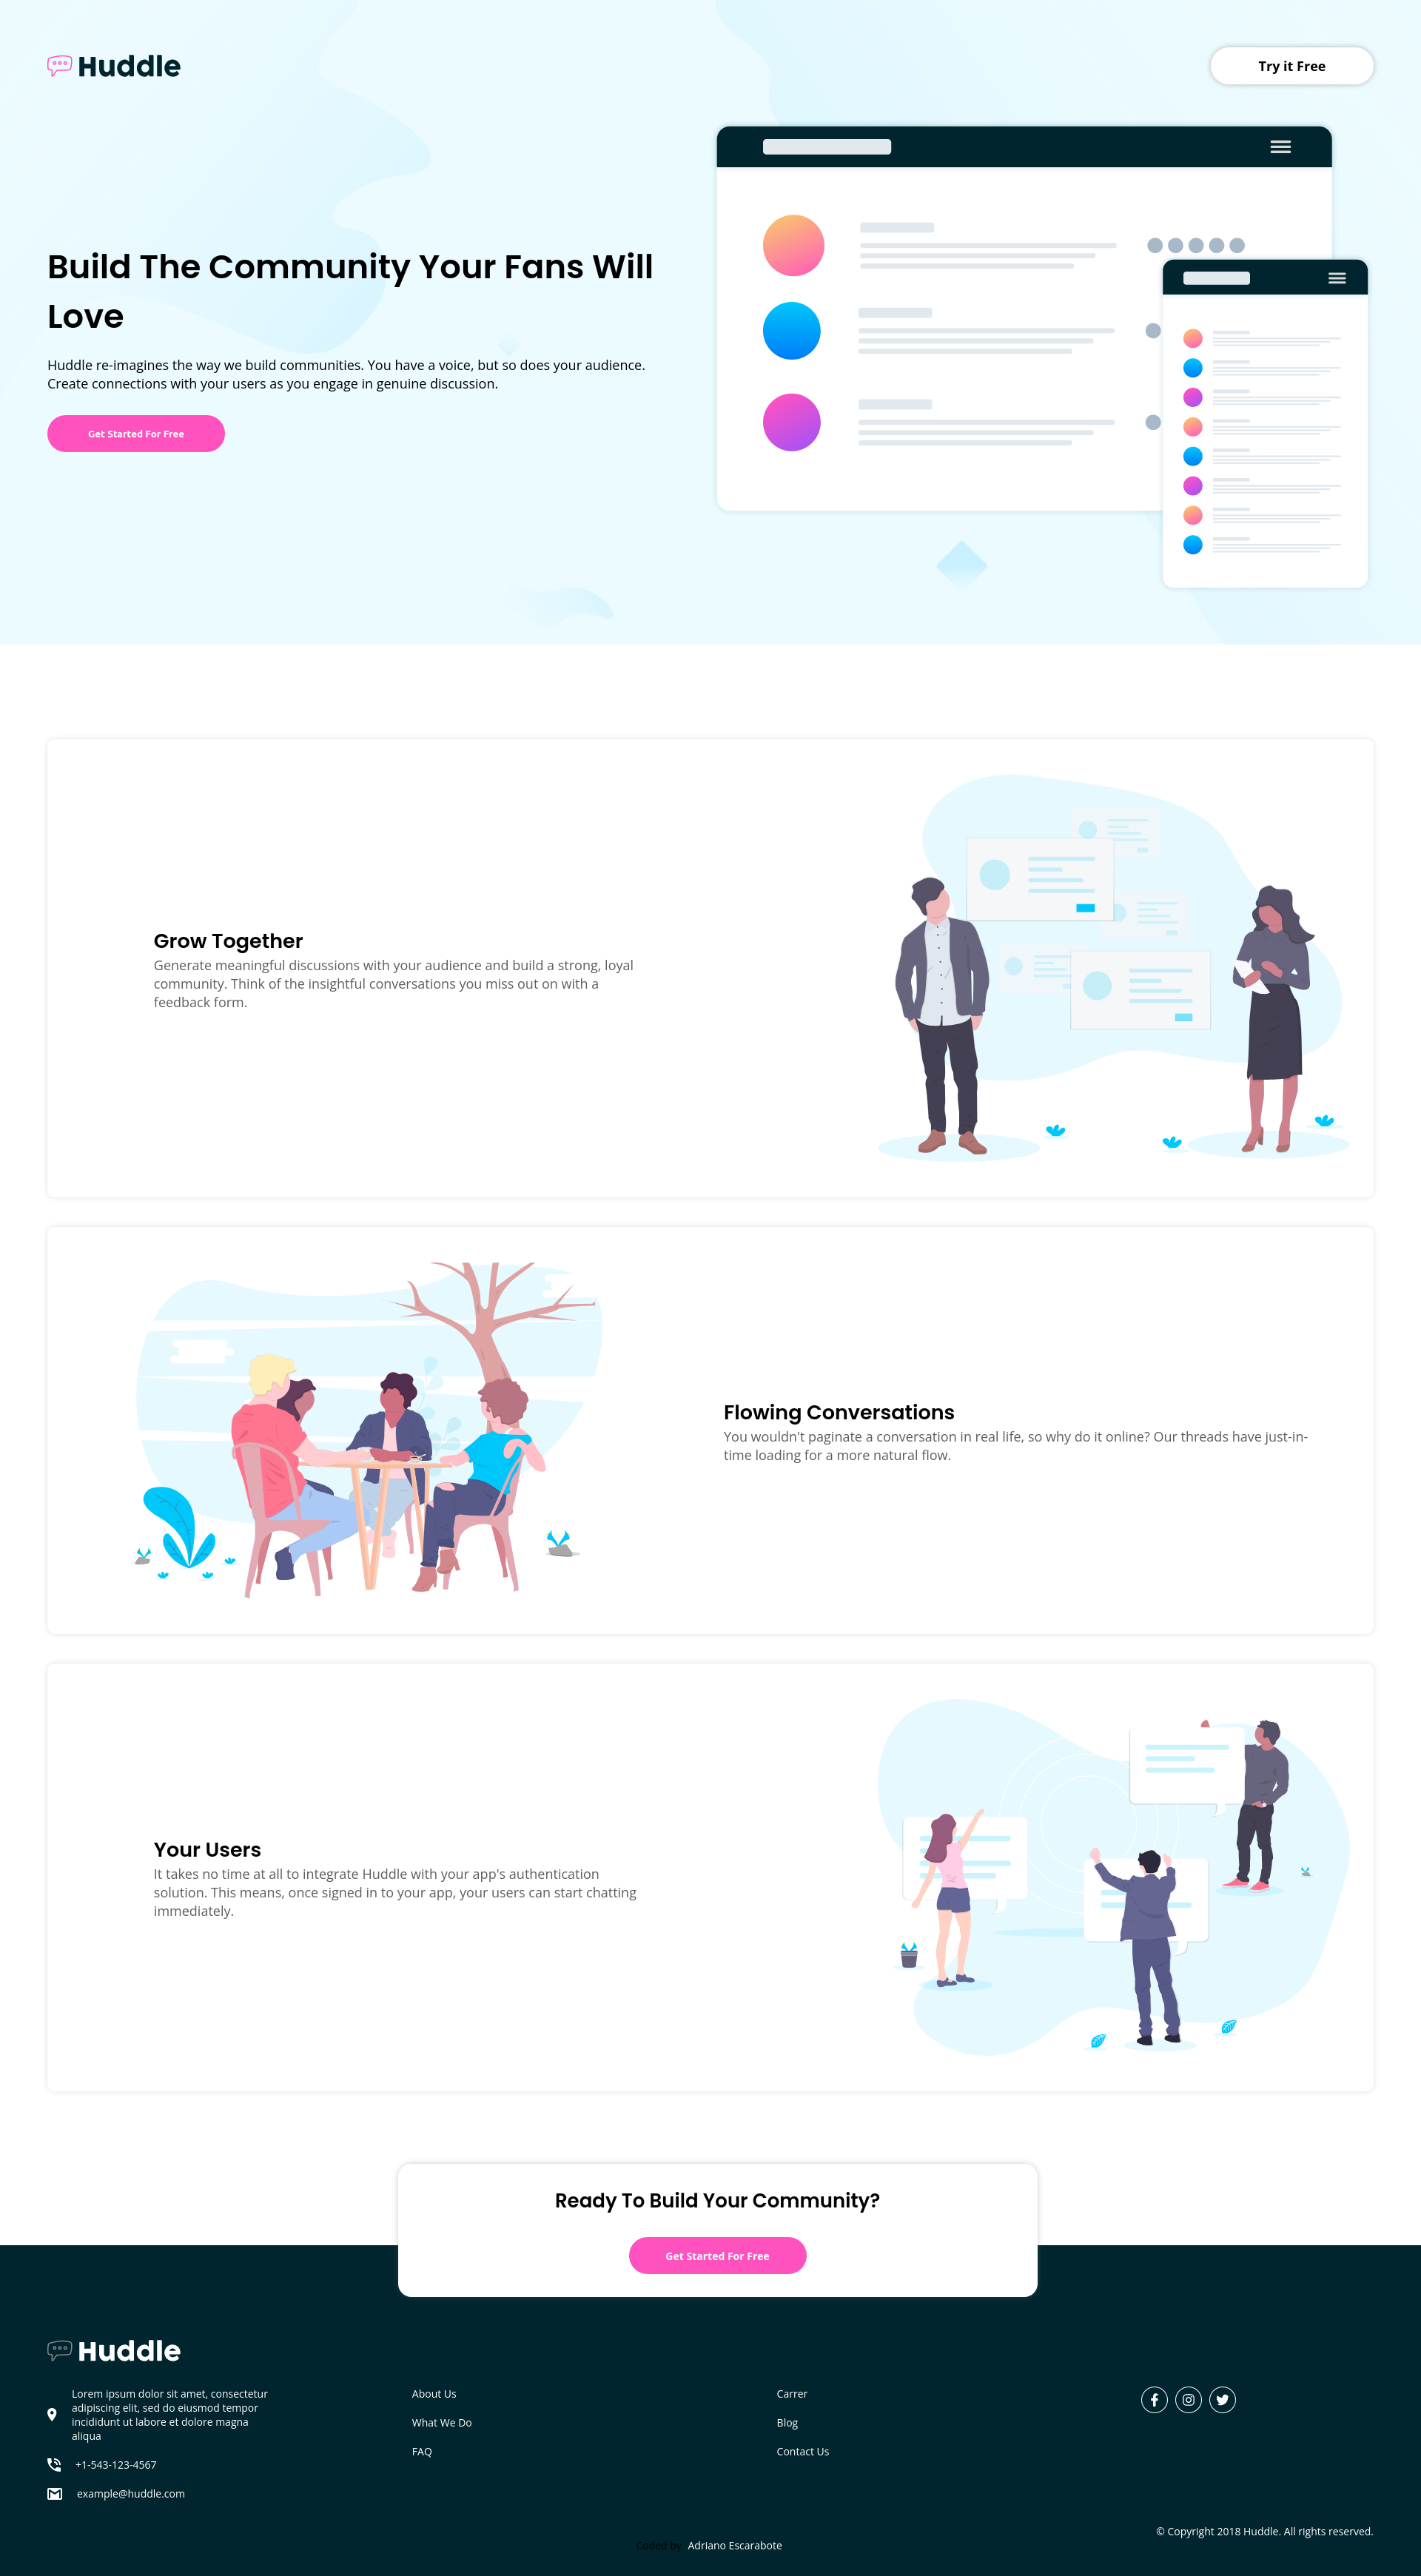 Huddle
Try it Free
Build The Community Your Fans Will
Love
Huddle re-imagines the way we build communities. You have a voice, but so does your audience.
Create connections with your users as you engage in genuine discussion.
Get Started For Free
Grow Together
Generate meaningful discussions with your audience and build a strong, loyal
community. Think of the insightful conversations you miss out on with a
feedback form.
Flowing Conversations
You wouldn't paginate a conversation in real life, so why do it online? Our threads have just-in-
time loading for a more natural flow.
Your Users
It takes no time at all to integrate Huddle with your app's authentication
solution. This means, once signed in to your app, your users can start chatting
immediately.
Ready To Build Your Community?
Get Started For Free
Huddle
Lorem ipsum dolor sit amet, consectetur
adipiscing elit, sed do eiusmod tempor
incididunt ut labore et dolore magna
aliqua
+1-543-123-4567
example@huddle.com
About Us
What We Do
FAQ
Carrer
Blog
Contact Us
© Copyright 2018 Huddle. All rights reserved.
Coded by Adriano Escarabote